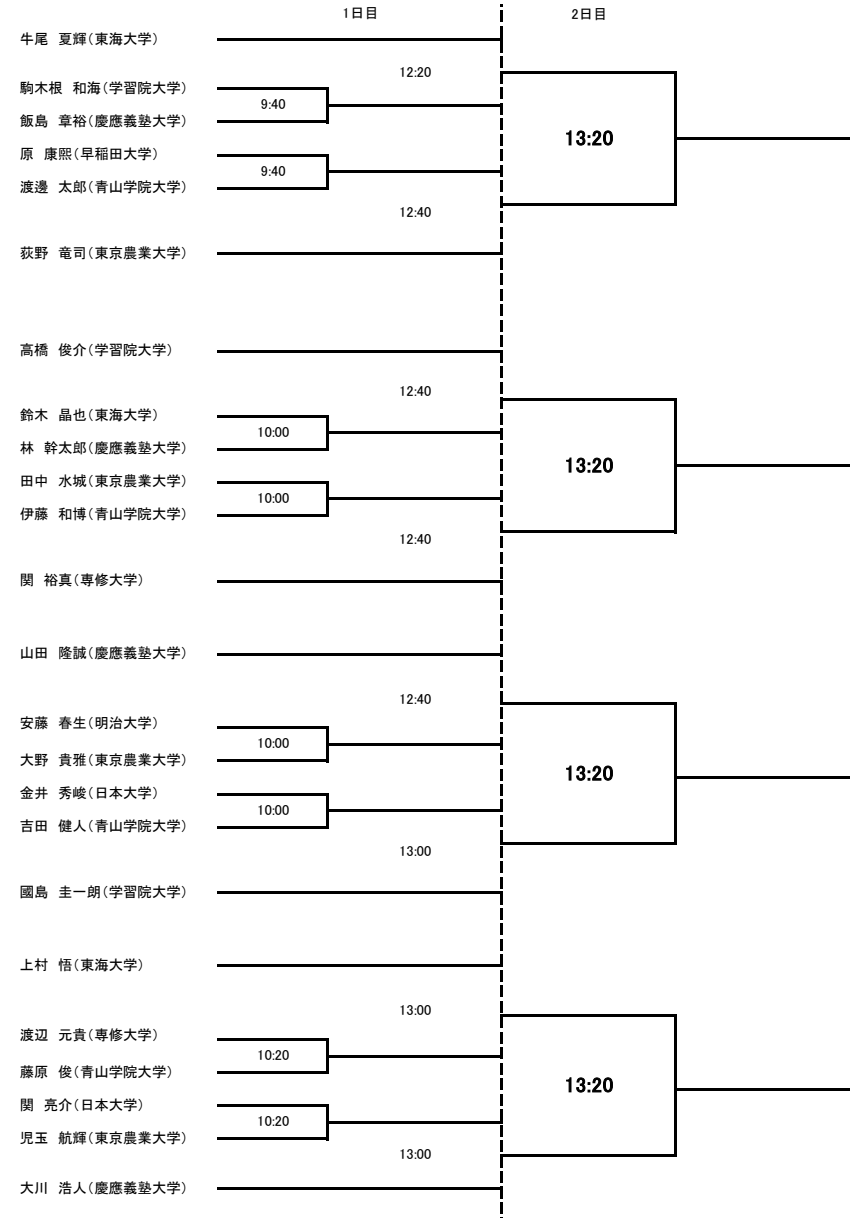 1日目
2日目
牛尾 夏輝(東海大学)
12:20
駒木根 和海(学習院大学)
9:40
飯島 章裕(慶應義塾大学)
13:20
原 康熙(早稲田大学)
9:40
渡邊 太郎(青山学院大学)
12:40
荻野 竜司(東京農業大学)
高橋 俊介(学習院大学)
12:40
鈴木 晶也(東海大学)
10:00
林 幹太郎(慶應義塾大学)
13:20
田中 水城(東京農業大学)
10:00
伊藤 和博(青山学院大学)
12:40
関 裕真(専修大学)
山田 隆誠(慶應義塾大学)
12:40
安藤 春生(明治大学)
10:00
大野 貴雅(東京農業大学)
13:20
金井 秀峻(日本大学)
10:00
吉田 健人(青山学院大学)
13:00
國島 圭一朗(学習院大学)
上村 悟(東海大学)
13:00
渡辺 元貴(専修大学)
10:20
藤原 俊(青山学院大学)
13:20
関 亮介(日本大学)
10:20
児玉 航輝(東京農業大学)
13:00
大川 浩人(慶應義塾大学)